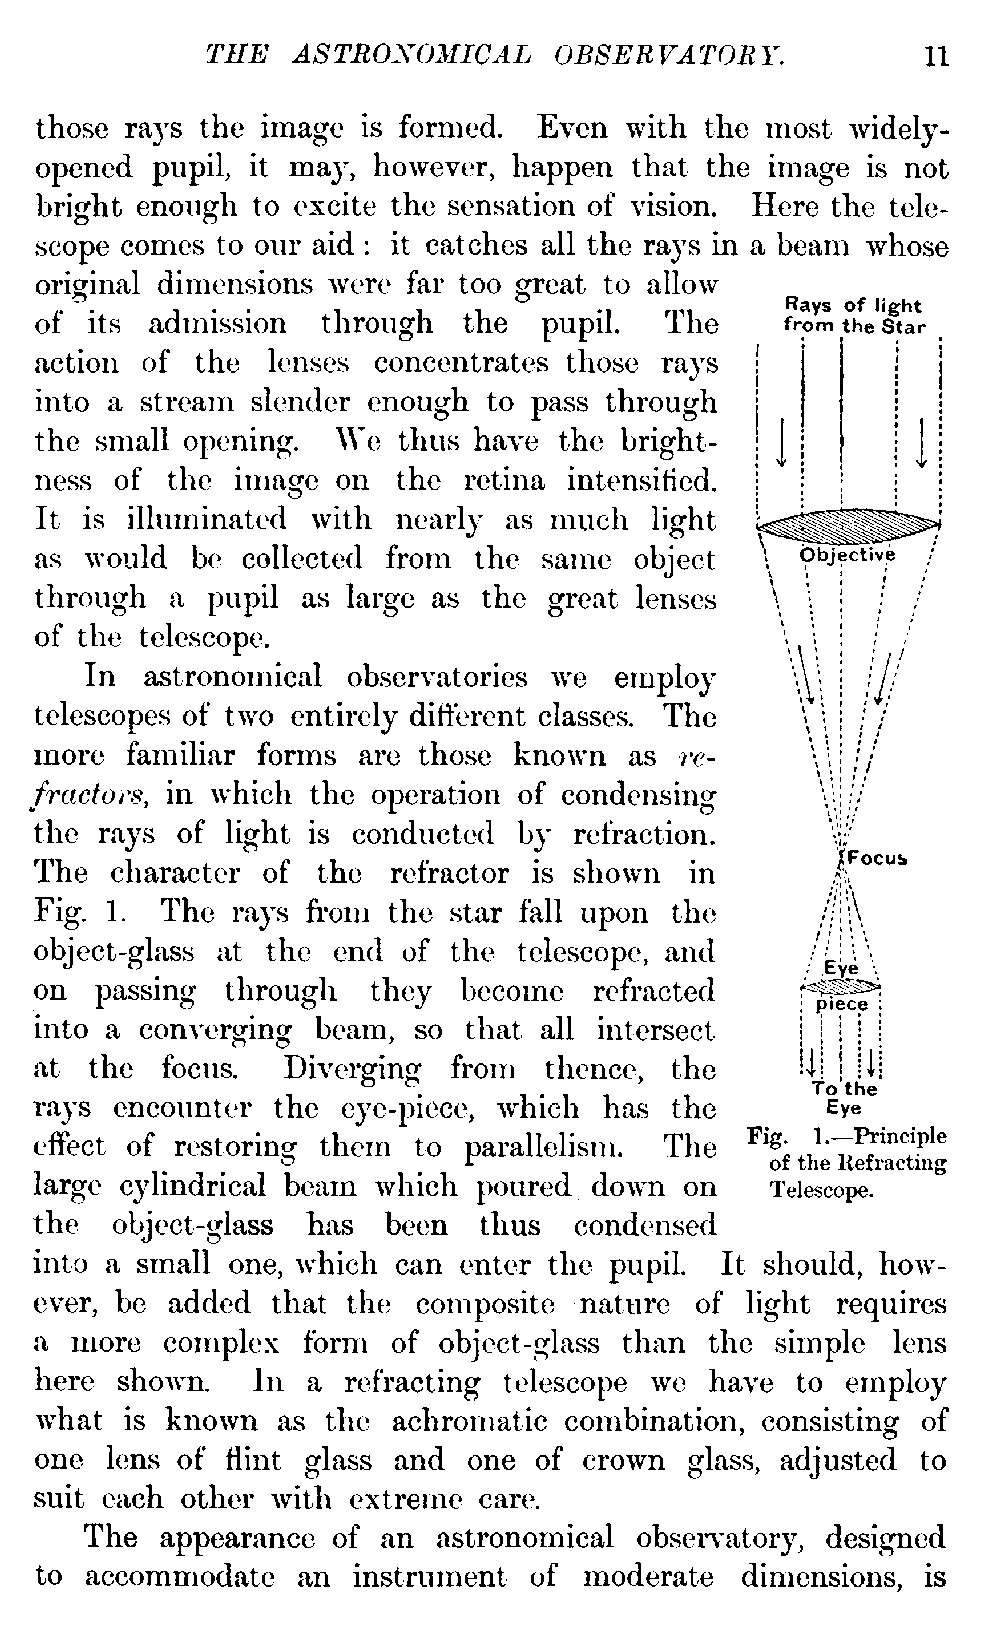 THE ASTRONOMICAL OBSERVATORY. 11
those rays the image is formed. Even with the most widely-
opened pupil, it may, however, happen that the image is not
bright enough to excite the sensation of vision. Here the tele-
scope comes to our aid : it catches all the rays in a beam whose
original dimensions were far too great to allow
of its admission through the pupil. The
action of the lenses concentrates those rays
into a stream slender enough to pass through
the small opening. We thus have the bright-
ness of the image on the retina intensified.
It is illuminated with nearly as much light
as would be collected from the same object
through a pupil as large as the great lenses
of the telescope.
In astronomical observatories we employ
telescopes of two entirely different classes. The
more familiar forms are those known as re-
fractors, in which the operation of condensing
the rays of light is conducted by refraction.
The character of the refractor is shown in
Fig. 1. The rays from the star fall upon the
object-glass at the end of the telescope, and
on passing through they become refracted
into a converging beam, so that all intersect
at the focus. Diverging from thence, the
rays encounter the eye-piece, which has the
effect of restoring them to parallelism. The
large cylindrical beam which poured down on
the object-glass has been thus condensed
into a small one, which can enter the pupil. It should, how-
ever, be added that the composite nature of light requires
a more complex form of object-glass than the simple lens
here shown. In a refracting telescope we have to employ
what is known as the achromatic combination, consisting of
one lens of flint glass and one of crown glass, adjusted to
suit each other with extreme care.
The appearance of an astronomical observatory, designed
to accommodate an instrument of moderate dimensions, is
Rays of light
from the Star
Objective
Focus
Eye
piece
To the
Eye
Fig. 1.—Principle
of the Refracting
Telescope.